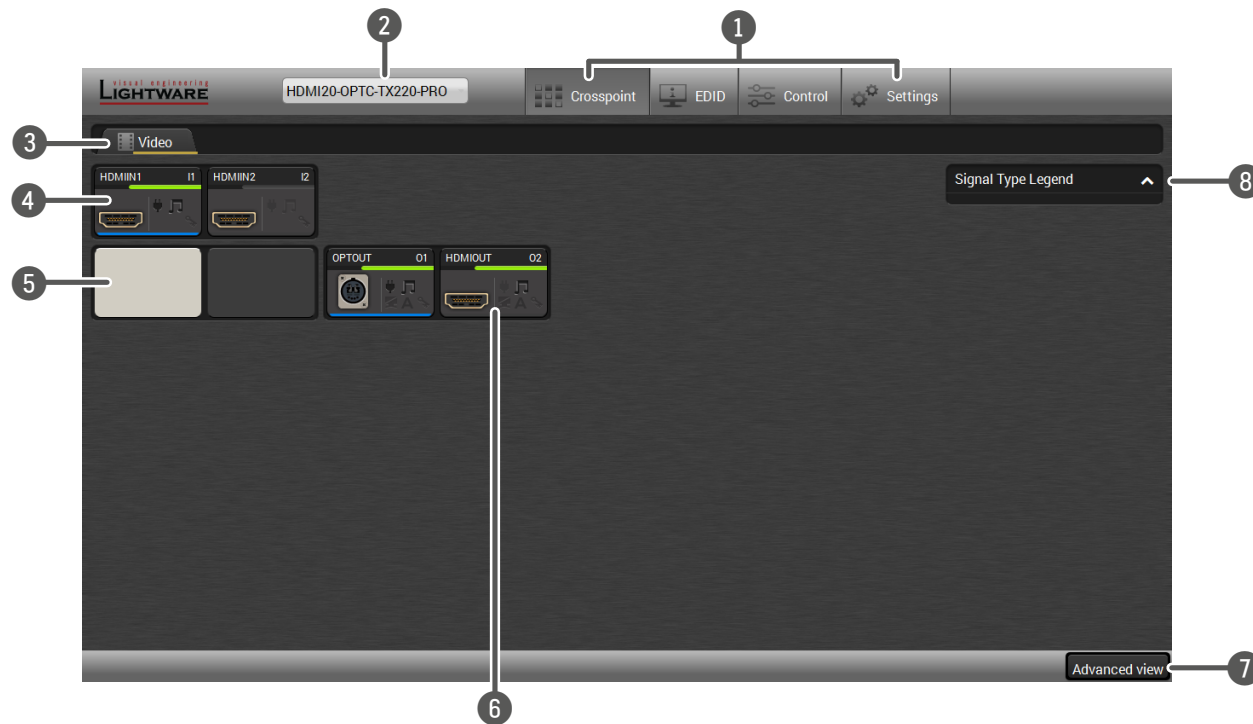 2
1
visual engineering
LIGHTWARE
HDMI20-OPTC-TX220-PRO
Crosspoint
EDID
Control
Settings
3
Video
HDMIIN1 I1
HDMIIN2 I2
Signal Type Legend
8
4
OPTOUT O1
HDMIOUT O2
A
A
5
Advanced view
7
6